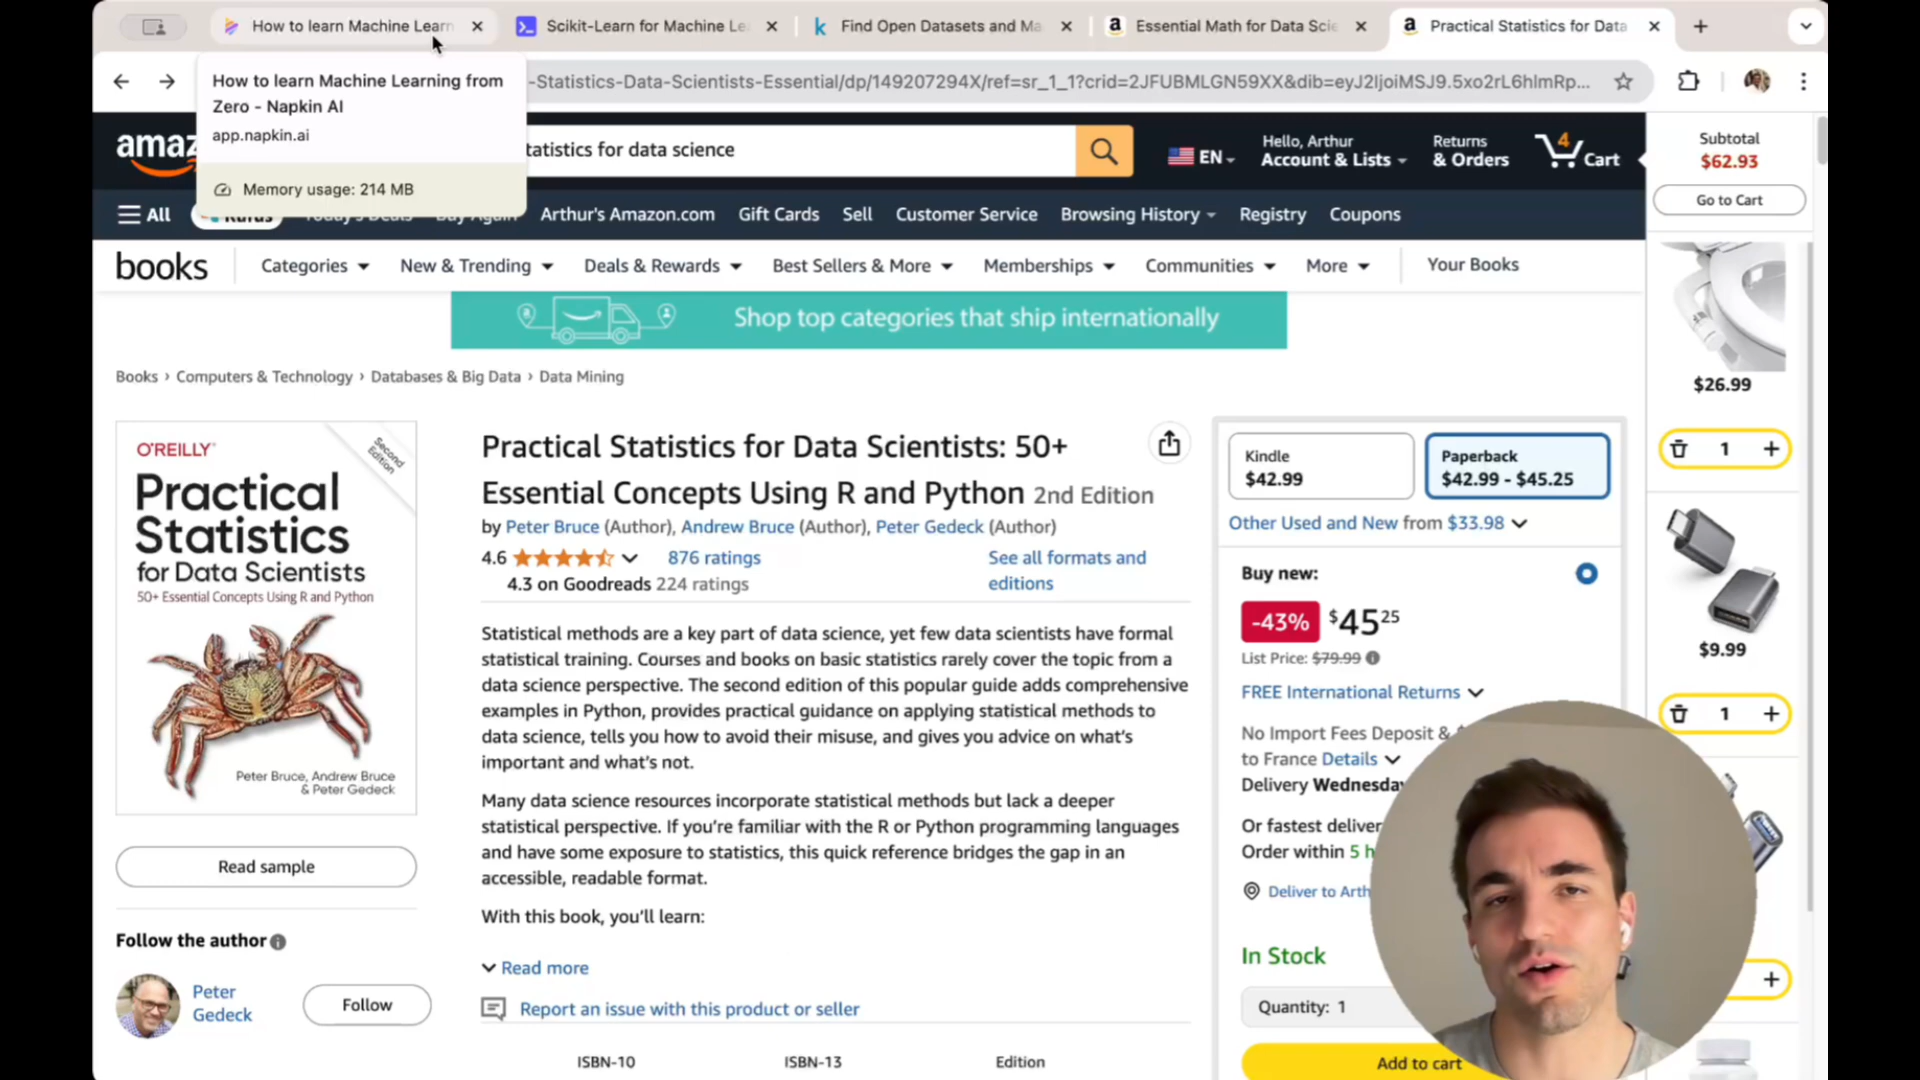 How to learn Machine Learn
Scikit-Learn for Machine Le
Find Open Datasets and Ma
Essential Math for Data Scie
Practical Statistics for Data
-Statistics-Data-Scientists-Essential/dp/149207294X/ref=sr_1_1?crid=2JFUBMLGN59XX&dib=eyJ2IjoiMSJ9.5xo2rL6hlmRp...
How to learn Machine Learning from
Zero - Napkin AI
app.napkin.ai
Memory usage: 214 MB
amaz
tatistics for data science
EN
Hello, Arthur
Account & Lists
Returns
& Orders
4
Cart
Subtotal
$62.93
Go to Cart
All
Rufus
Today's Deals
Buy Again
Arthur's Amazon.com
Gift Cards
Sell
Customer Service
Browsing History
Registry
Coupons
books
Categories
New & Trending
Deals & Rewards
Best Sellers & More
Memberships
Communities
More
Your Books
Shop top categories that ship internationally
Books › Computers & Technology › Databases & Big Data › Data Mining
O'REILLY
Second
Edition
Practical
Statistics
for Data Scientists
50+ Essential Concepts Using R and Python
Peter Bruce, Andrew Bruce
& Peter Gedeck
Read sample
Follow the author
Peter
Gedeck
Follow
Practical Statistics for Data Scientists: 50+
Essential Concepts Using R and Python 2nd Edition
by Peter Bruce (Author), Andrew Bruce (Author), Peter Gedeck (Author)
4.6
876 ratings
4.3 on Goodreads 224 ratings
See all formats and
editions
Statistical methods are a key part of data science, yet few data scientists have formal
statistical training. Courses and books on basic statistics rarely cover the topic from a
data science perspective. The second edition of this popular guide adds comprehensive
examples in Python, provides practical guidance on applying statistical methods to
data science, tells you how to avoid their misuse, and gives you advice on what's
important and what's not.
Many data science resources incorporate statistical methods but lack a deeper
statistical perspective. If you're familiar with the R or Python programming languages
and have some exposure to statistics, this quick reference bridges the gap in an
accessible, readable format.
With this book, you'll learn:
Read more
Report an issue with this product or seller
ISBN-10
ISBN-13
Edition
Kindle
$42.99
Paperback
$42.99 - $45.25
Other Used and New from $33.98
Buy new:
-43% $45 25
List Price: $79.99
FREE International Returns
No Import Fees Deposit & $
to France Details
Delivery Wednesday
Or fastest deliver
Order within 5 h
Deliver to Arth
In Stock
Quantity: 1
Add to cart
$26.99
1
$9.99
1